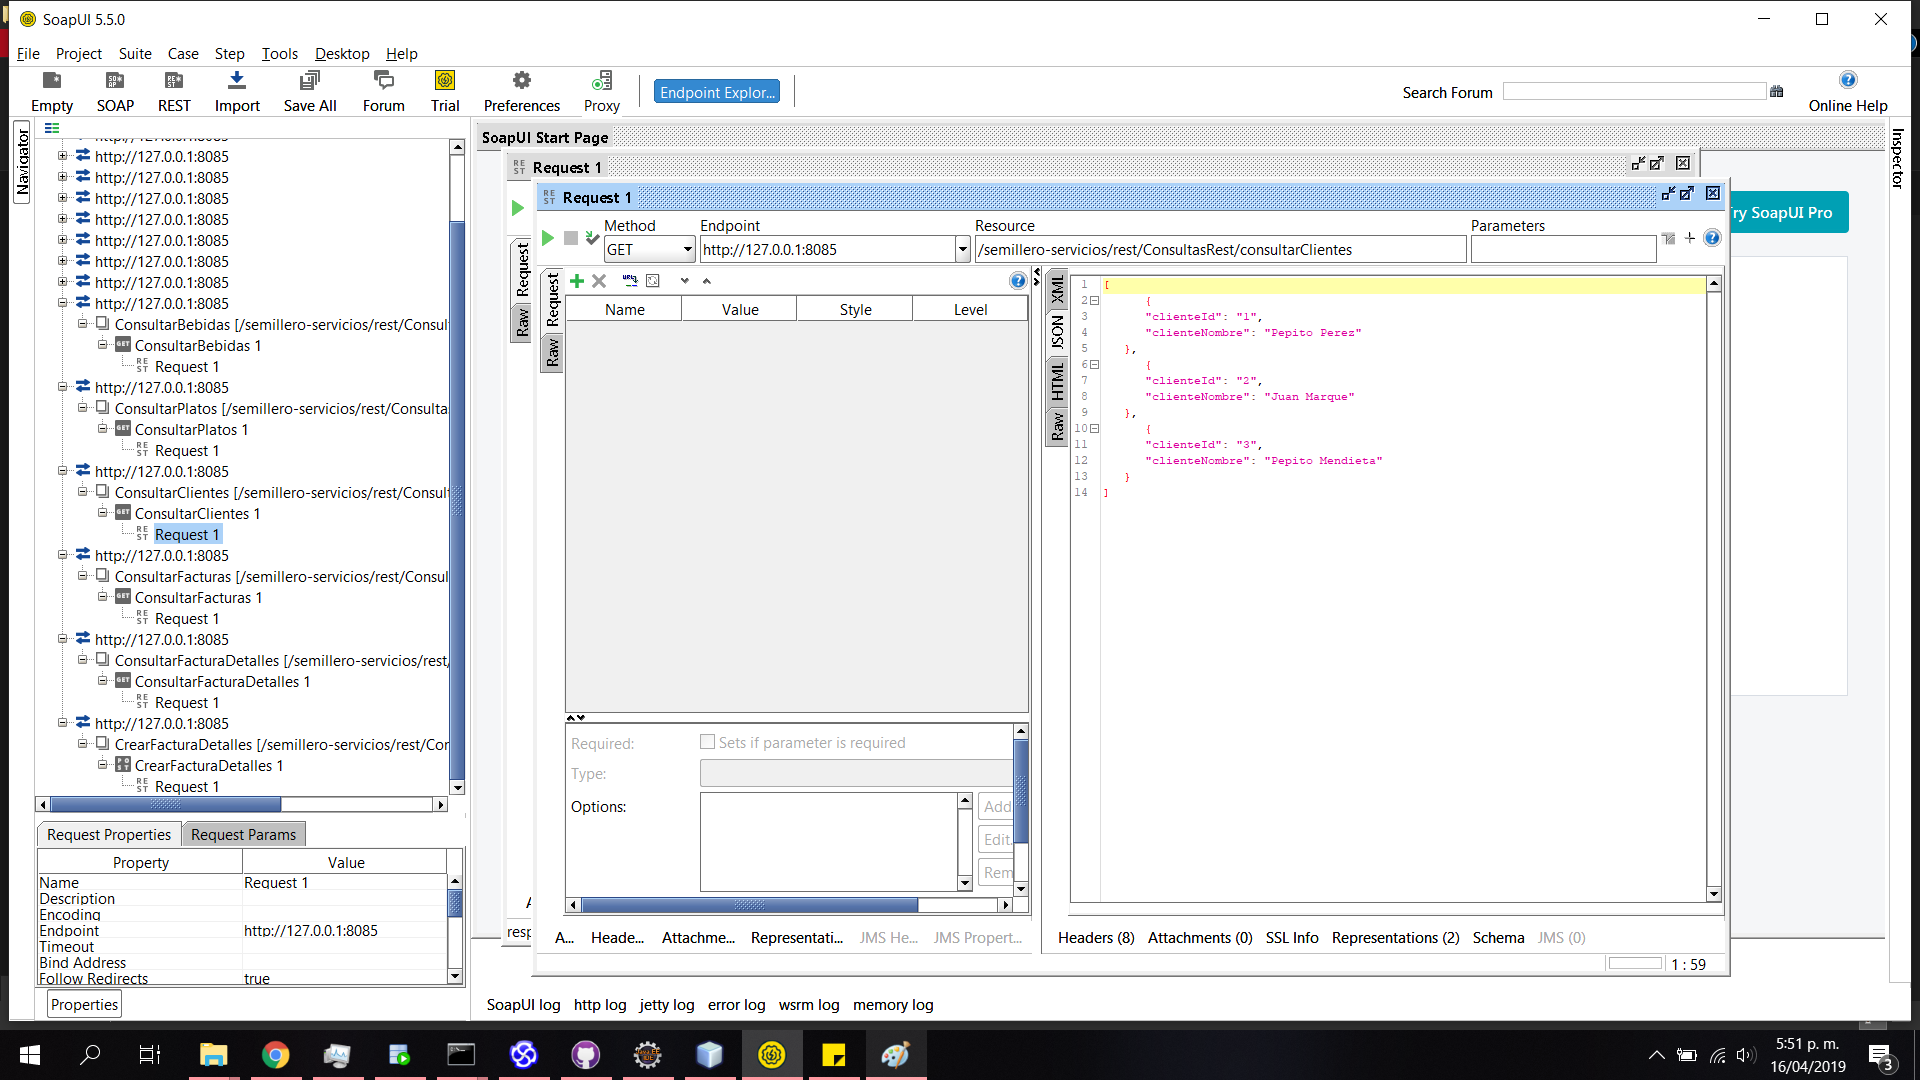 SoapUI 5.5.0
File Project Suite Case Step Tools Desktop Help
Empty SOAP REST Import Save All Forum Trial Preferences Proxy Endpoint Explor... Search Forum Online Help
Navigator
http://127.0.0.1:8085
http://127.0.0.1:8085
http://127.0.0.1:8085
http://127.0.0.1:8085
http://127.0.0.1:8085
http://127.0.0.1:8085
http://127.0.0.1:8085
http://127.0.0.1:8085
http://127.0.0.1:8085
ConsultarBebidas [/semillero-servicios/rest/Consul
ConsultarBebidas 1
Request 1
http://127.0.0.1:8085
ConsultarPlatos [/semillero-servicios/rest/Consulta
ConsultarPlatos 1
Request 1
http://127.0.0.1:8085
ConsultarClientes [/semillero-servicios/rest/Consul
ConsultarClientes 1
Request 1
http://127.0.0.1:8085
ConsultarFacturas [/semillero-servicios/rest/Consul
ConsultarFacturas 1
Request 1
http://127.0.0.1:8085
ConsultarFacturaDetalles [/semillero-servicios/rest/
ConsultarFacturaDetalles 1
Request 1
http://127.0.0.1:8085
CrearFacturaDetalles [/semillero-servicios/rest/Cor
CrearFacturaDetalles 1
Request 1
Request Properties Request Params
Property Value
Name Request 1
Description
Encoding
Endpoint http://127.0.0.1:8085
Timeout
Bind Address
Follow Redirects true
Properties
SoapUI Start Page
Request 1
Request 1
Method Endpoint Resource Parameters
GET http://127.0.0.1:8085 /semillero-servicios/rest/ConsultasRest/consultarClientes
Request
Raw
Request
Raw
Name Value Style Level
Required: Sets if parameter is required
Type:
Options:
Add
Edit.
Rem
resp
A... Heade... Attachme... Representati... JMS He... JMS Propert...
XML
JSON
HTML
Raw
1 [
2 {
3 "clienteId": "1",
4 "clienteNombre": "Pepito Perez"
5 },
6 {
7 "clienteId": "2",
8 "clienteNombre": "Juan Marque"
9 },
10 {
11 "clienteId": "3",
12 "clienteNombre": "Pepito Mendieta"
13 }
14 ]
Headers (8) Attachments (0) SSL Info Representations (2) Schema JMS (0)
1 : 59
Try SoapUI Pro
Inspector
SoapUI log http log jetty log error log wsrm log memory log
5:51 p. m.
16/04/2019
3